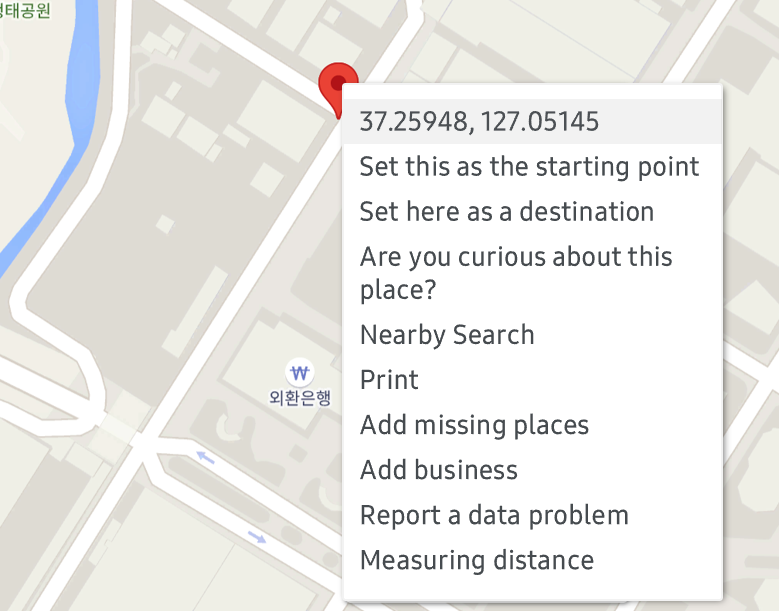 생태공원
37.25948, 127.05145
Set this as the starting point
Set here as a destination
Are you curious about this
place?
Nearby Search
₩
외환은행
Print
Add missing places
Add business
Report a data problem
Measuring distance